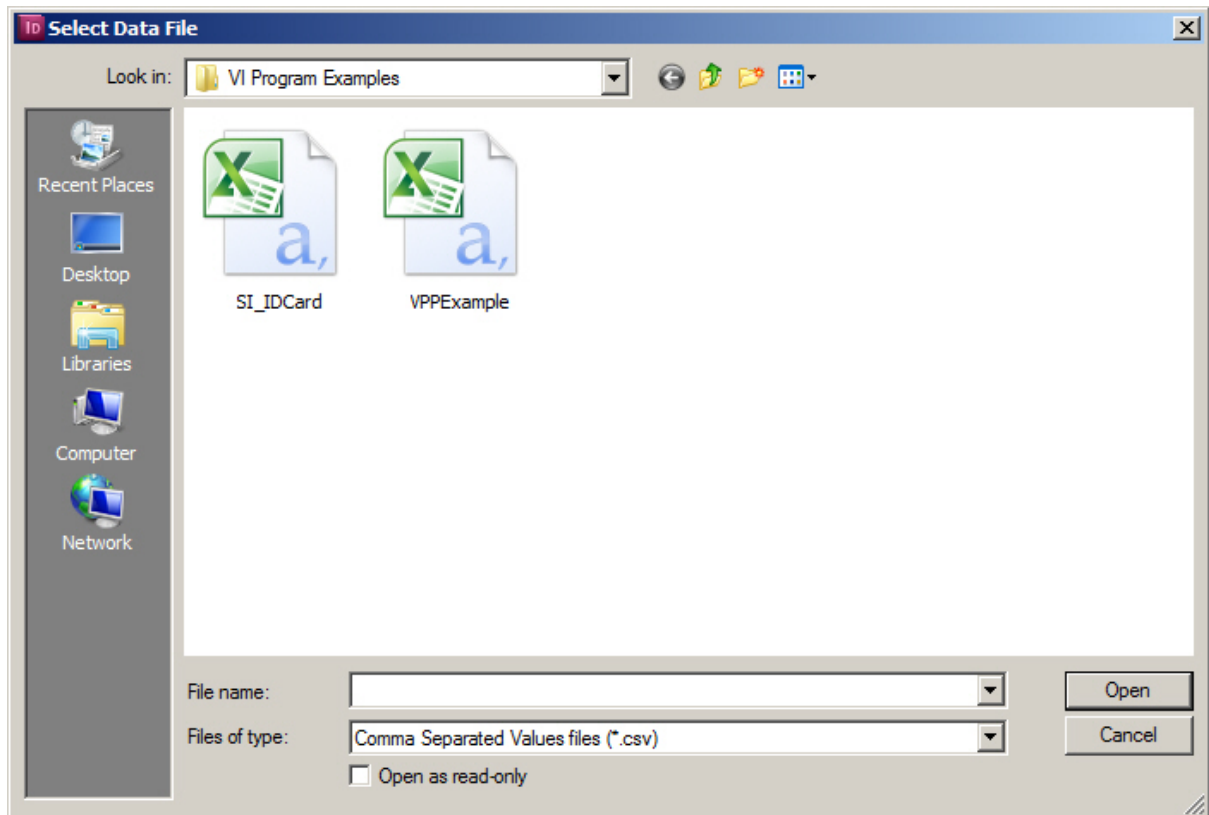 ID Select Data File
Look in: VI Program Examples
Recent Places
Desktop
Libraries
Computer
Network
a, a,
SI_IDCard VPPExample
File name: Open
Files of type: Comma Separated Values files (*.csv) Cancel
Open as read-only